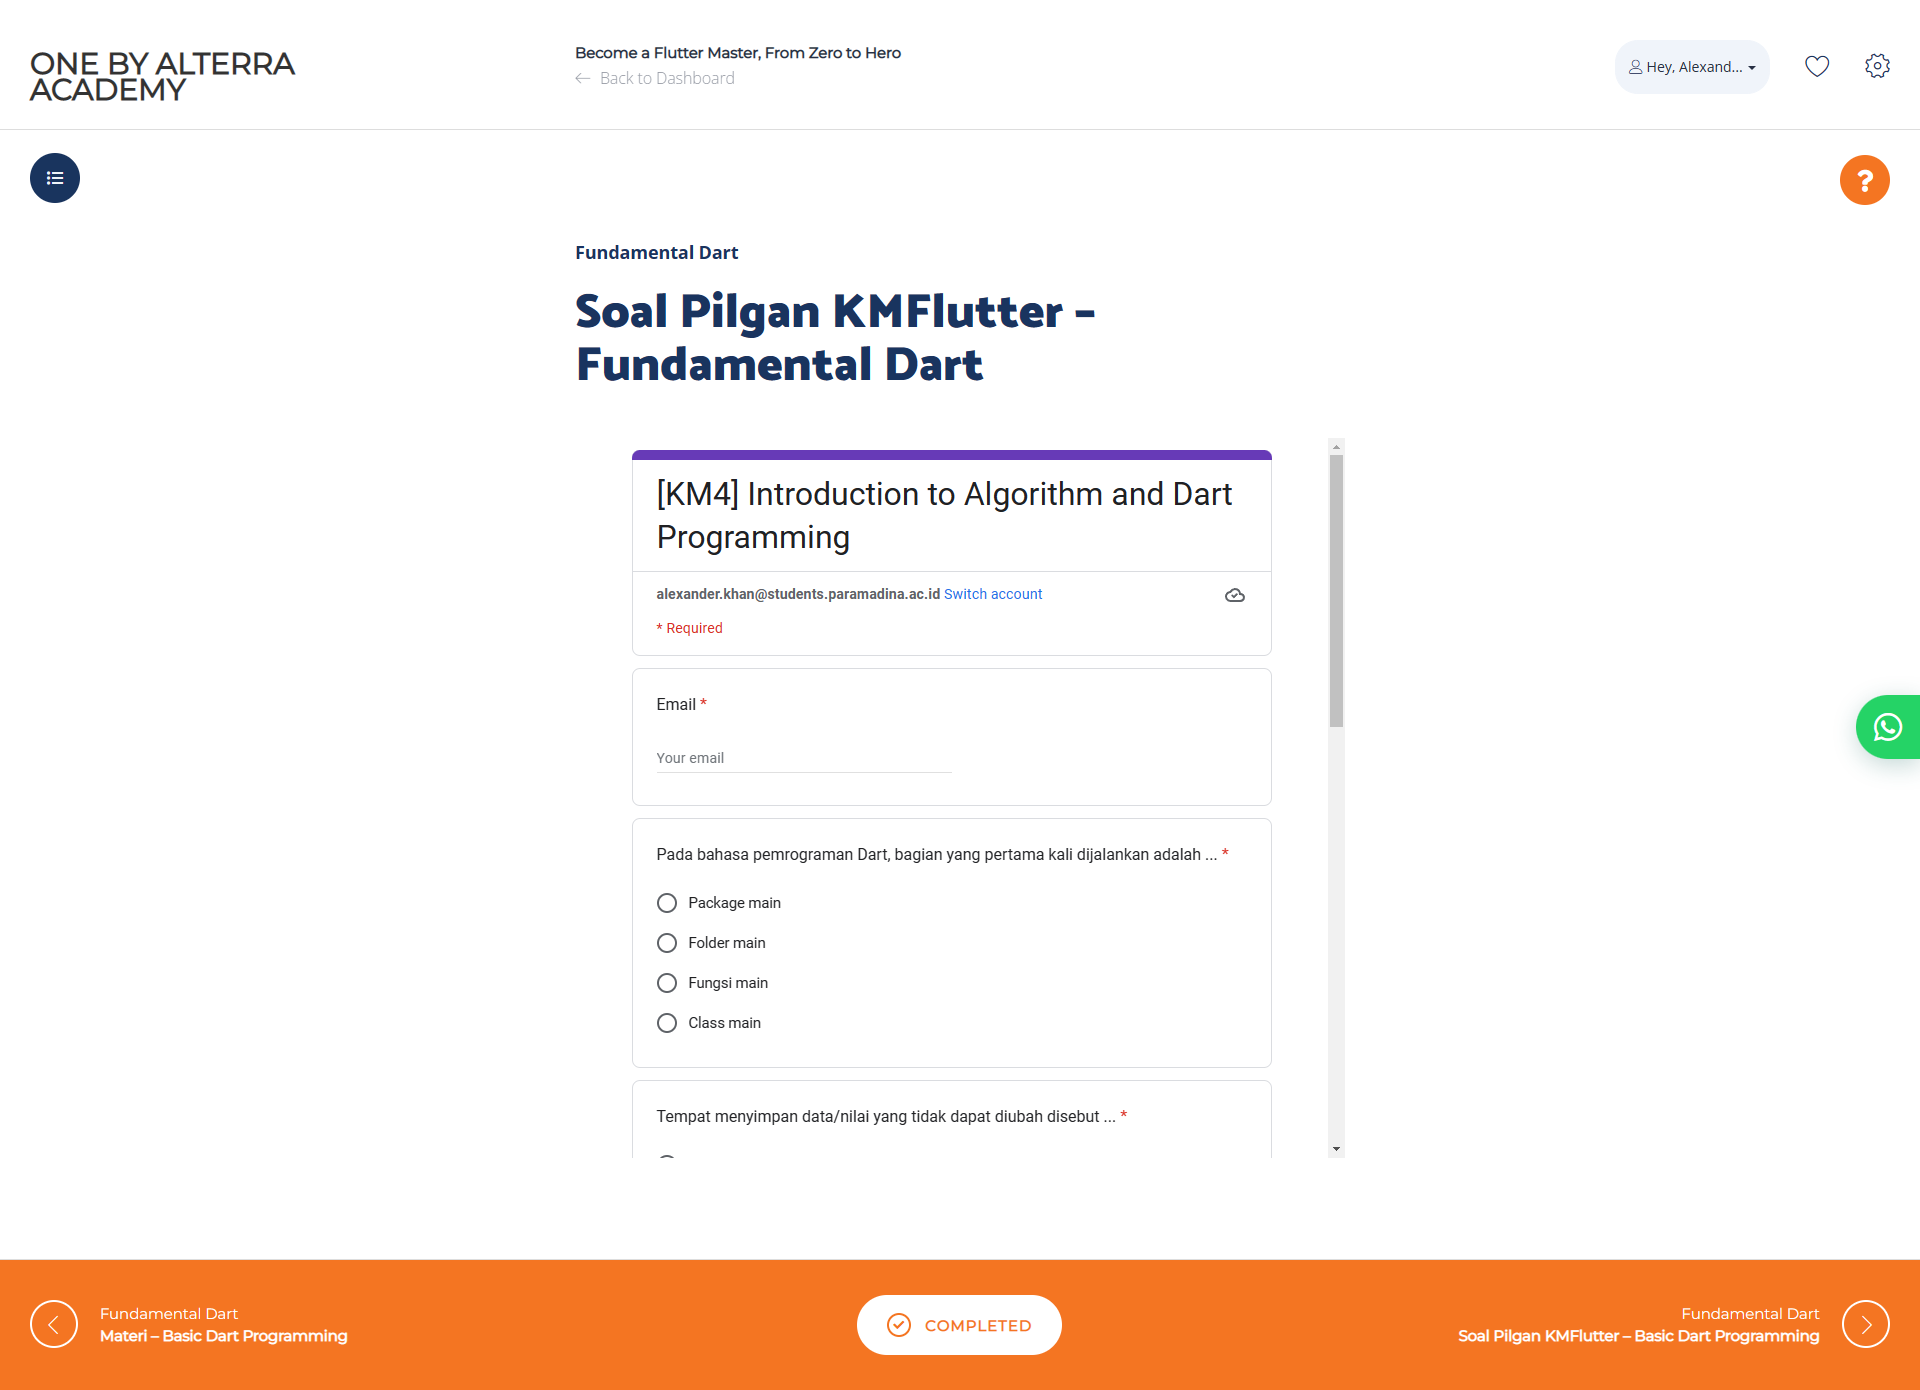 ONE BY ALTERRA
ACADEMY
Become a Flutter Master, From Zero to Hero
Back to Dashboard
Hey, Alexand...
?
Fundamental Dart
Soal Pilgan KMFlutter –
Fundamental Dart
[KM4] Introduction to Algorithm and Dart
Programming
alexander.khan@students.paramadina.ac.id Switch account
* Required
Email *
Your email
Pada bahasa pemrograman Dart, bagian yang pertama kali dijalankan adalah ... *
Package main
Folder main
Fungsi main
Class main
Tempat menyimpan data/nilai yang tidak dapat diubah disebut ... *
Fundamental Dart
Materi – Basic Dart Programming
COMPLETED
Fundamental Dart
Soal Pilgan KMFlutter – Basic Dart Programming